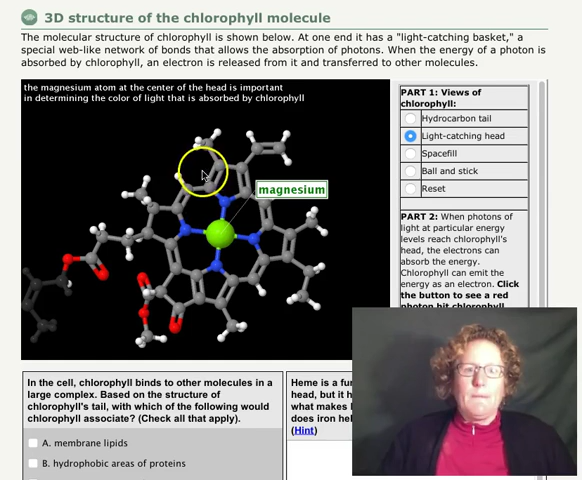 3D structure of the chlorophyll molecule
The molecular structure of chlorophyll is shown below. At one end it has a "light-catching basket," a
special web-like network of bonds that allows the absorption of photons. When the energy of a photon is
absorbed by chlorophyll, an electron is released from it and transferred to other molecules.
the magnesium atom at the center of the head is important
in determining the color of light that is absorbed by chlorophyll
magnesium
PART 1: Views of
chlorophyll:
Hydrocarbon tail
Light-catching head
Spacefill
Ball and stick
Reset
PART 2: When photons of
light at particular energy
levels reach chlorophyll's
head, the electrons can
absorb the energy.
Chlorophyll can emit the
energy as an electron. Click
the button to see a red
photon hit chlorophyll
In the cell, chlorophyll binds to other molecules in a
large complex. Based on the structure of
chlorophyll's tail, with which of the following would
chlorophyll associate? (Check all that apply).
A. membrane lipids
B. hydrophobic areas of proteins
Heme is a
head, but it
what makes
does iron
(Hint)